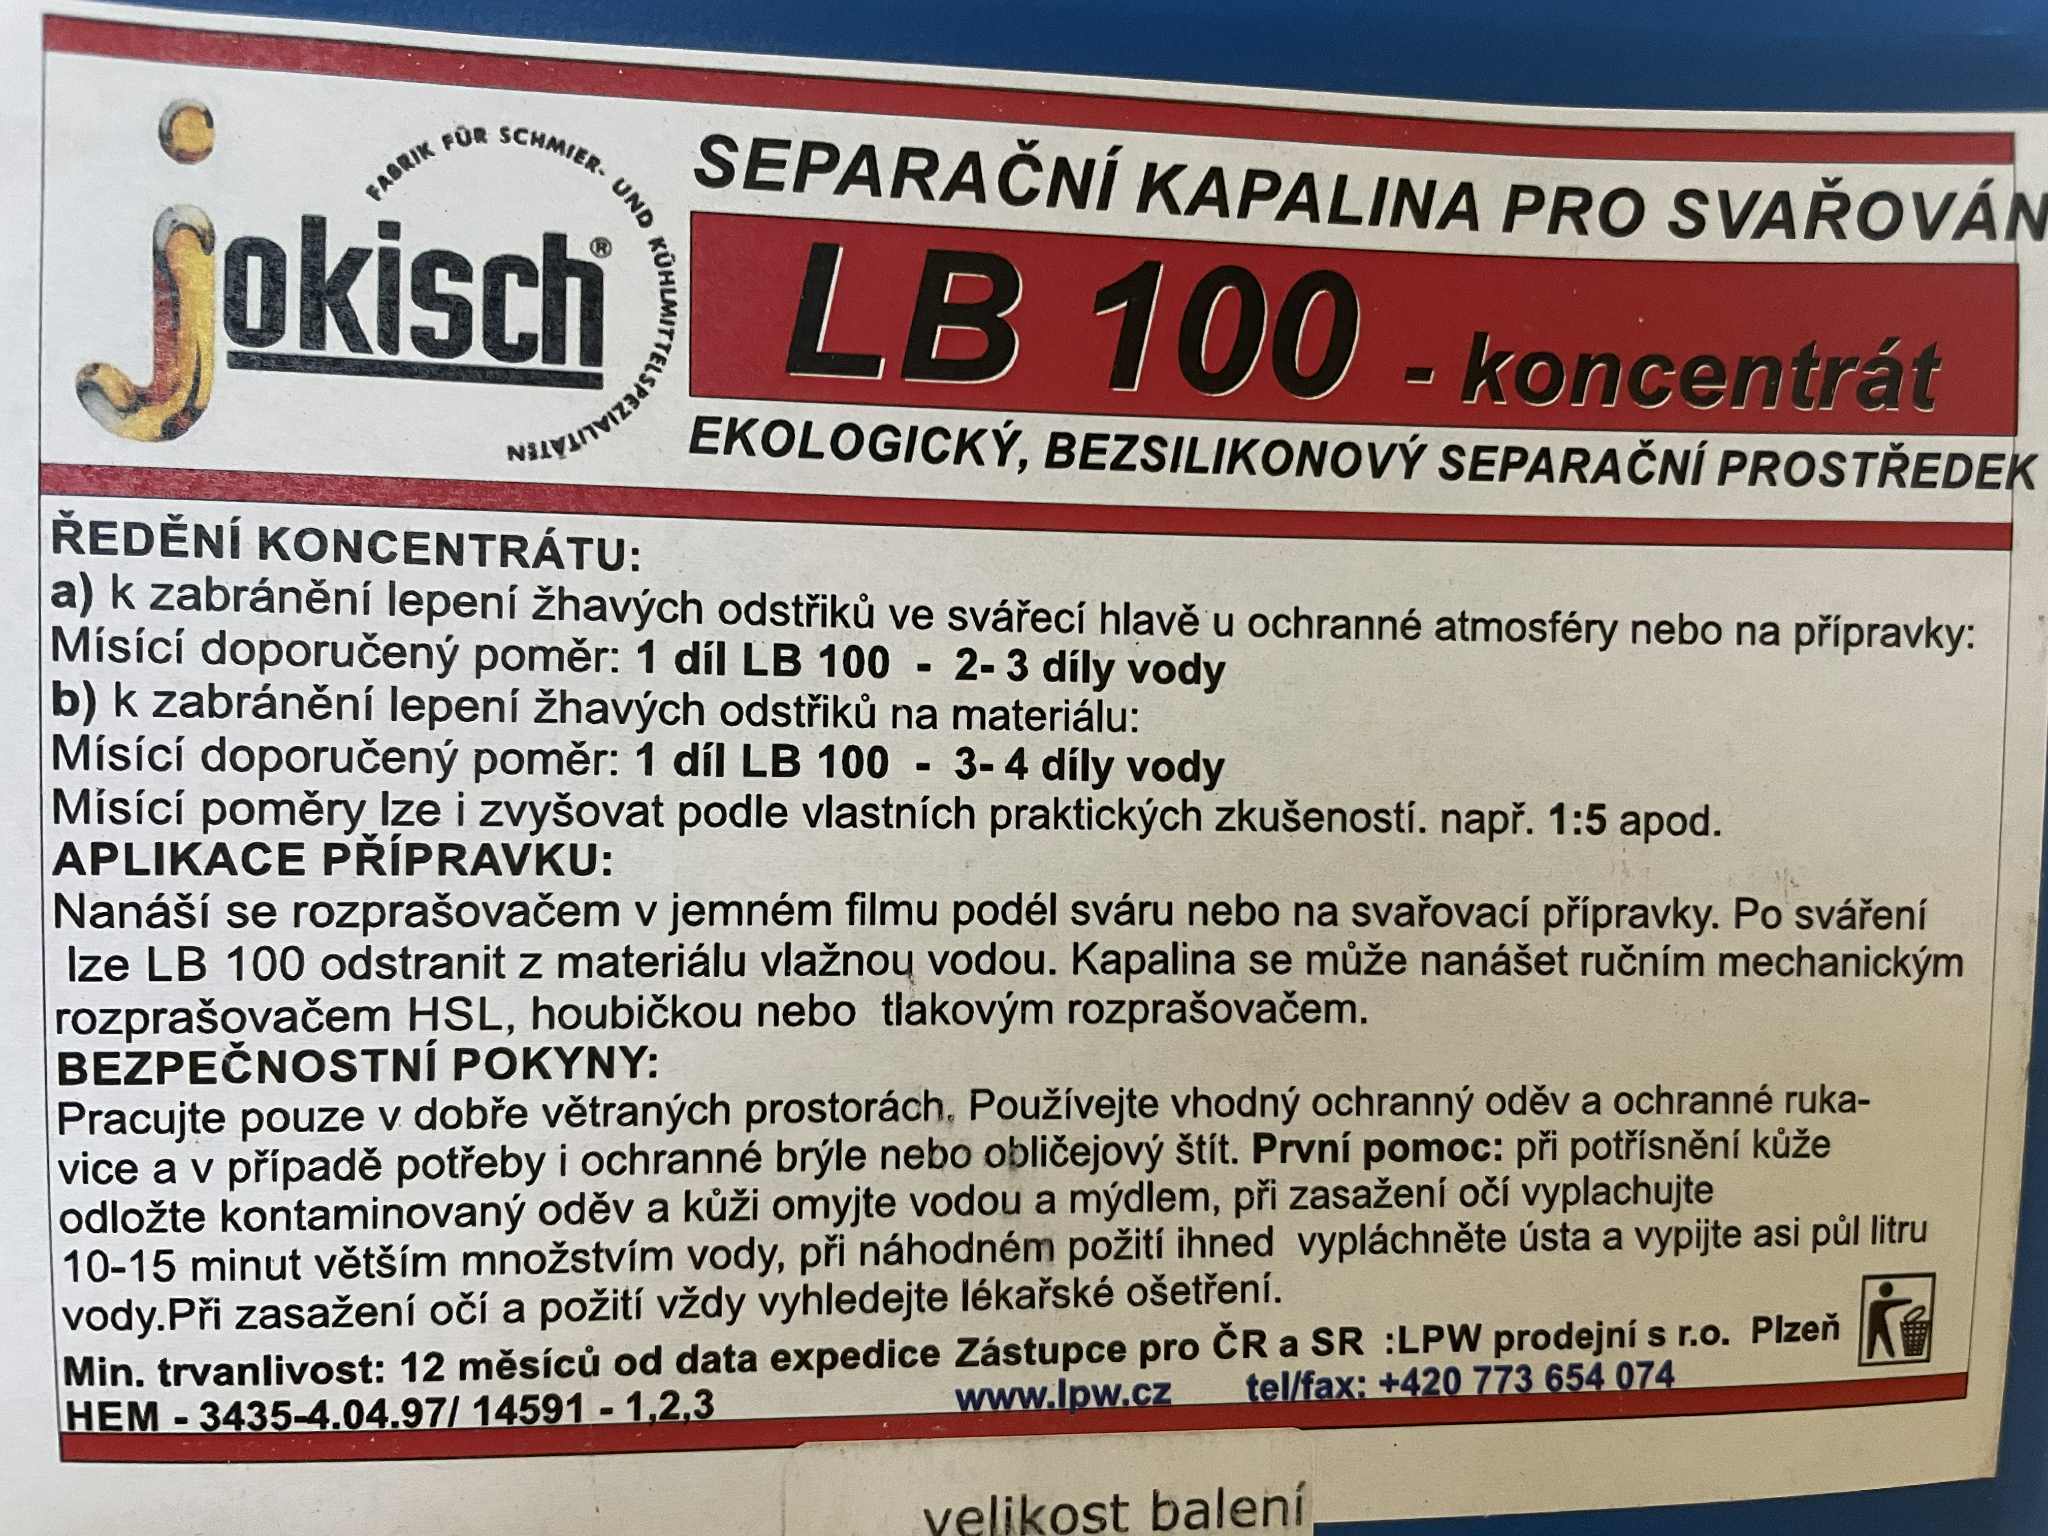 jokisch®
FABRIK FÜR SCHMIER- UND KÜHLMITTELSPEZIALITÄTEN
SEPARAČNÍ KAPALINA PRO SVAŘOVÁN
LB 100 - koncentrát
EKOLOGICKÝ, BEZSILIKONOVÝ SEPARAČNÍ PROSTŘEDEK
ŘEDĚNÍ KONCENTRÁTU:
a) k zabránění lepení žhavých odstřiků ve svářecí hlavě u ochranné atmosféry nebo na přípravky:
Mísící doporučený poměr: 1 díl LB 100 - 2- 3 díly vody
b) k zabránění lepení žhavých odstřiků na materiálu:
Mísící doporučený poměr: 1 díl LB 100 - 3- 4 díly vody
Mísící poměry lze i zvyšovat podle vlastních praktických zkušeností. např. 1:5 apod.
APLIKACE PŘÍPRAVKU:
Nanáší se rozprašovačem v jemném filmu podél sváru nebo na svařovací přípravky. Po sváření
lze LB 100 odstranit z materiálu vlažnou vodou. Kapalina se může nanášet ručním mechanickým
rozprašovačem HSL, houbičkou nebo tlakovým rozprašovačem.
BEZPEČNOSTNÍ POKYNY:
Pracujte pouze v dobře větraných prostorách. Používejte vhodný ochranný oděv a ochranné ruka-
vice a v případě potřeby i ochranné brýle nebo obličejový štít. První pomoc: při potřísnění kůže
odložte kontaminovaný oděv a kůži omyjte vodou a mýdlem, při zasažení očí vyplachujte
10-15 minut větším množstvím vody, při náhodném požití ihned vypláchněte ústa a vypijte asi půl litru
vody.Při zasažení očí a požití vždy vyhledejte lékařské ošetření.
Min. trvanlivost: 12 měsíců od data expedice Zástupce pro ČR a SR :LPW prodejní s r.o. Plzeň
HEM - 3435-4.04.97/ 14591 - 1,2,3 www.lpw.cz tel/fax: +420 773 654 074
velikost balení